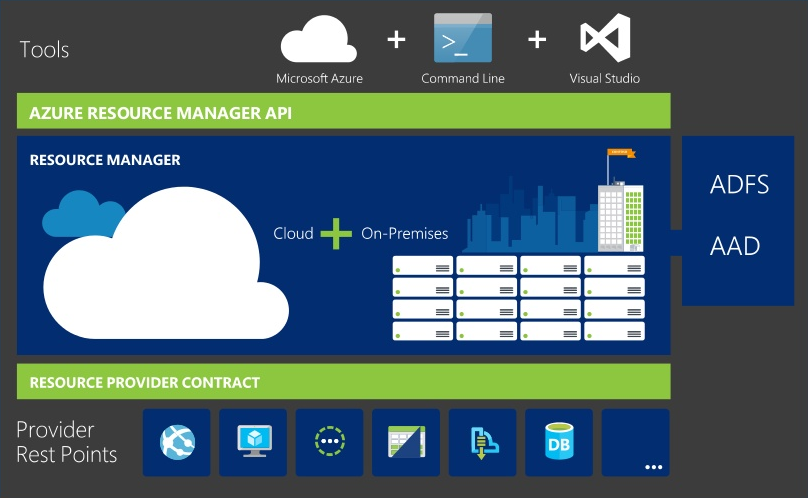 Tools
Microsoft Azure
Command Line
Visual Studio
AZURE RESOURCE MANAGER API
RESOURCE MANAGER
Cloud + On-Premises
ADFS
AAD
RESOURCE PROVIDER CONTRACT
Provider
Rest Points
DB